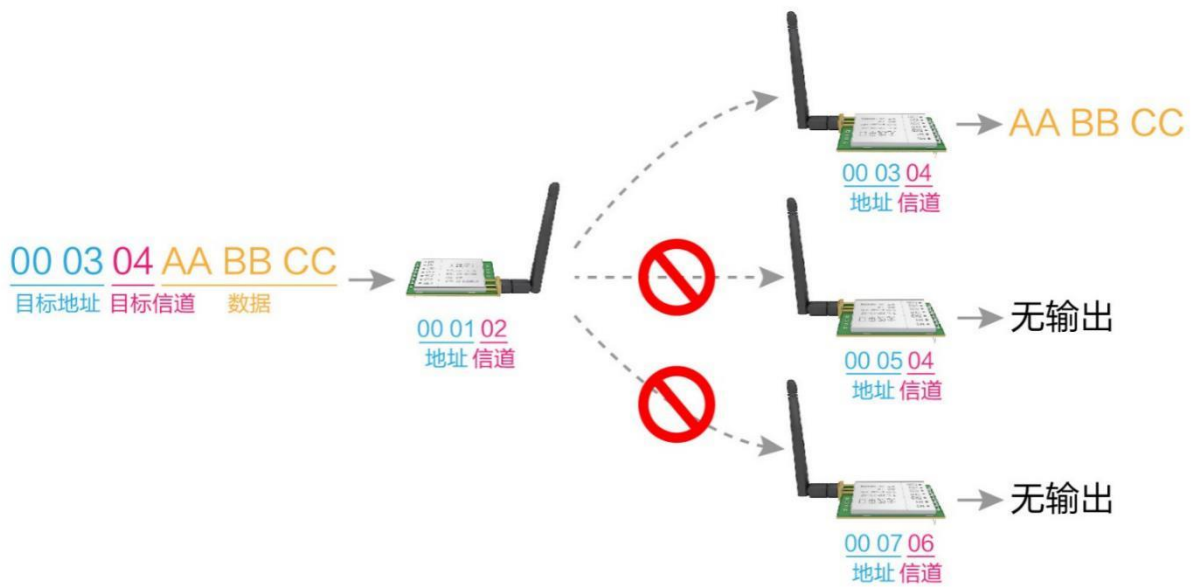 AA BB CC
00 03 04
地址 信道
00 03 04 AA BB CC
目标地址 目标信道 数据
00 01 02
地址 信道
无输出
00 05 04
地址 信道
无输出
00 07 06
地址 信道